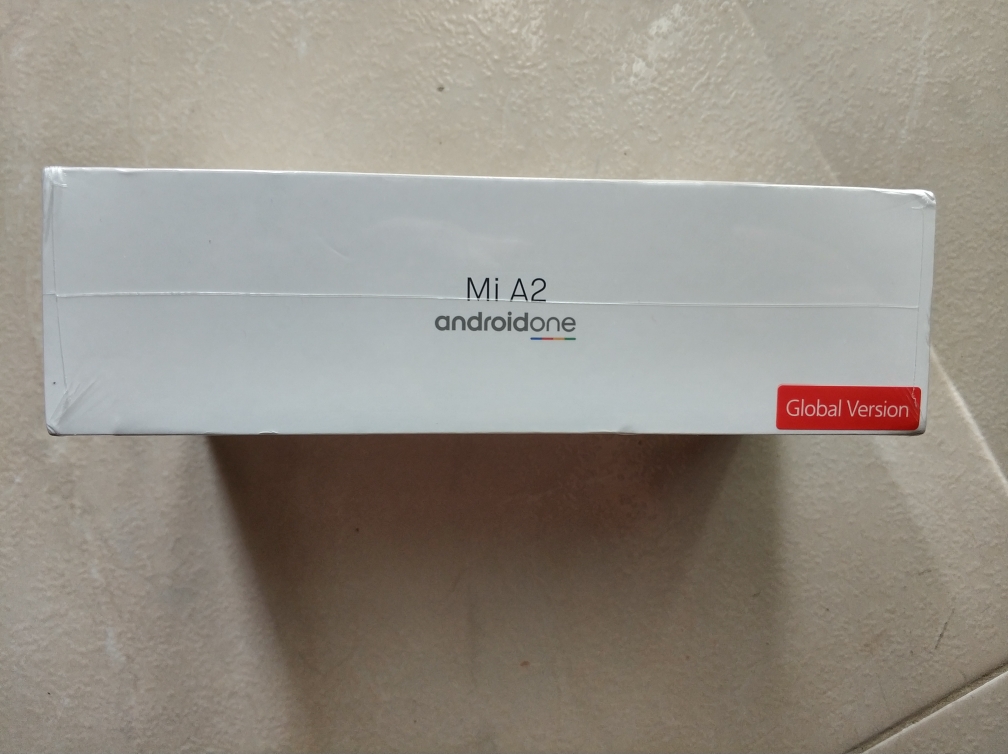 Mi A2
androidone
Global Version